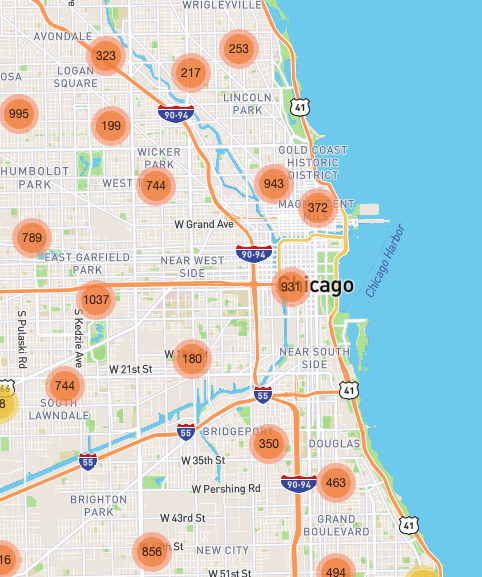 WRIGLEYVILLE
AVONDALE
323
253
LOGAN
SQUARE
217
OSA
LINCOLN
PARK
41
995
90-94
199
WICKER
PARK
GOLD COAST
HISTORIC
DISTRICT
HUMBOLDT
PARK
WEST T
744
943
MAGN
ENT
372
W Grand Ave
789
90-94
Chicago Harbor
EAST GARFIELD
PARK
NEAR WEST
SIDE
931
Chicago
1037
S Pulaski Rd
S Kedzie Ave
180
W 21st St
NEAR SOUTH
SIDE
66
744
41
8
SOUTH
LAWNDALE
55
55
BRIDGEPORT
350
DOUGLAS
55
W 35th St
W Pershing Rd
90-94
463
BRIGHTON
PARK
W 43rd St
GRAND
BOULEVARD
41
16
856
NEW CITY
W 51st St
494